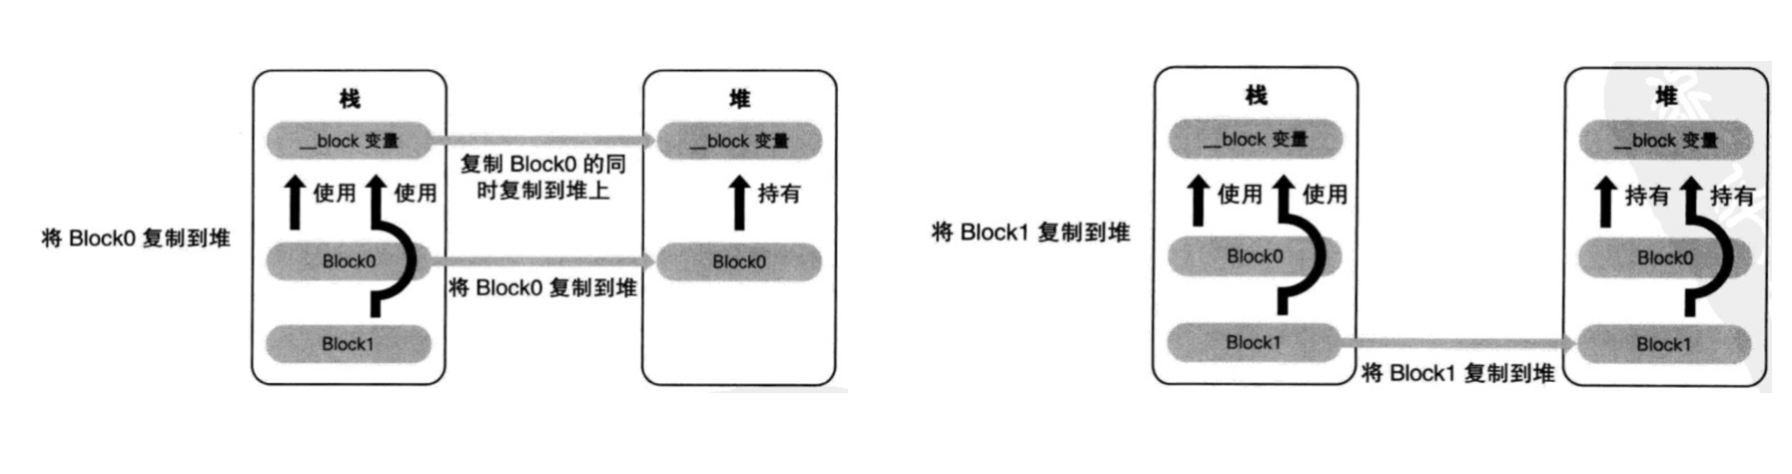 栈
__block 变量
使用
使用
Block0
Block1
将 Block0 复制到堆
复制 Block0 的同
时复制到堆上
将 Block0 复制到堆
堆
__block 变量
持有
Block0
栈
__block 变量
使用
使用
Block0
Block1
将 Block1 复制到堆
将 Block1 复制到堆
堆
__block 变量
持有
持有
Block0
Block1